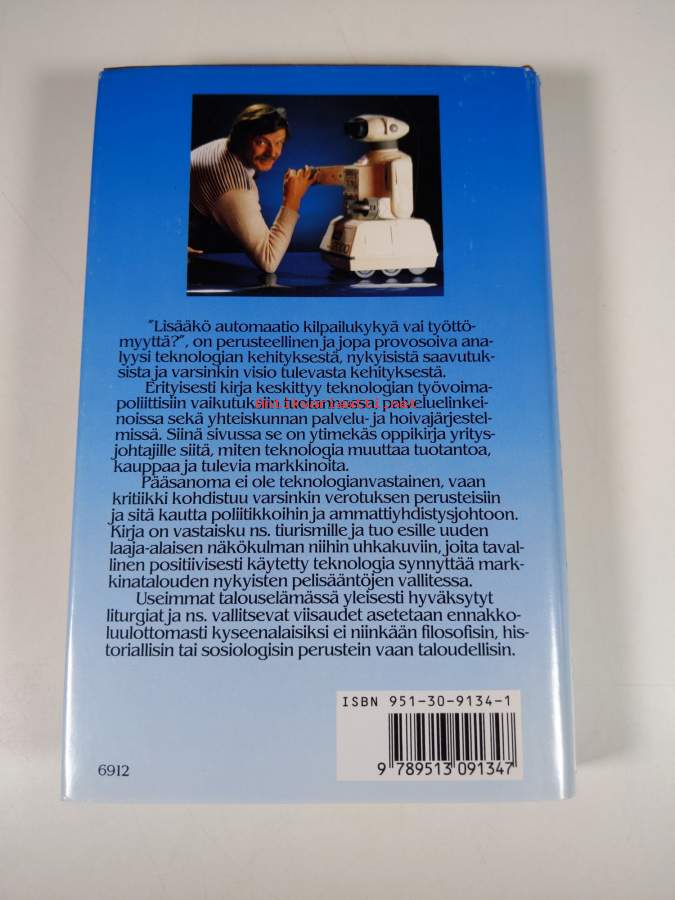 "Lisääkö automaatio kilpailukykyä vai työttö-
myyttä?", on perusteellinen ja jopa provosoiva ana-
lyysi teknologian kehityksestä, nykyisistä saavutuk-
sista ja varsinkin visio tulevasta kehityksestä.
Erityisesti kirja keskittyy teknologian työvoima-
poliittisiin vaikutuksiin tuotannossa, palveluelinkei-
noissa sekä yhteiskunnan palvelu- ja hoivajärjestel-
missä. Siinä sivussa se on ytimekäs oppikirja yritys-
johtajille siitä, miten teknologia muuttaa tuotantoa,
kauppaa ja tulevia markkinoita.
Pääsanoma ei ole teknologianvastainen, vaan
kritiikki kohdistuu varsinkin verotuksen perusteisiin
ja sitä kautta poliitikkoihin ja ammattiyhdistysjohtoon.
Kirja on vastaisku ns. tiurismille ja tuo esille uuden
laaja-alaisen näkökulman niihin uhkakuviin, joita taval-
linen positiivisesti käytetty teknologia synnyttää mark-
kinatalouden nykyisten pelisääntöjen vallitessa.
Useimmat talouselämässä yleisesti hyväksytyt
liturgiat ja ns. vallitsevat viisaudet asetetaan ennakko-
luulottomasti kyseenalaisiksi ei niinkään filosofisin, his-
toriallisin tai sosiologisin perustein vaan taloudellisin.
ISBN 951-30-9134-1
9 789513 091347
6912